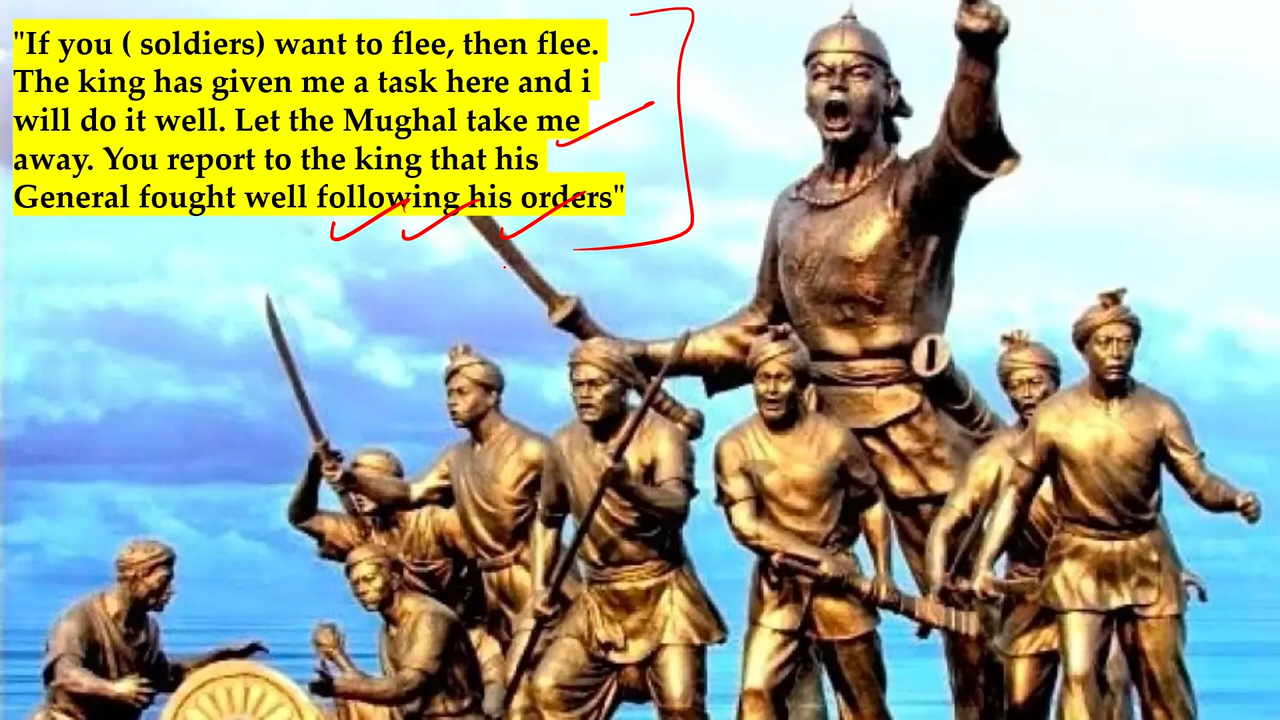 "If you ( soldiers) want to flee, then flee.
The king has given me a task here and i
will do it well. Let the Mughal take me
away. You report to the king that his
General fought well following his orders"